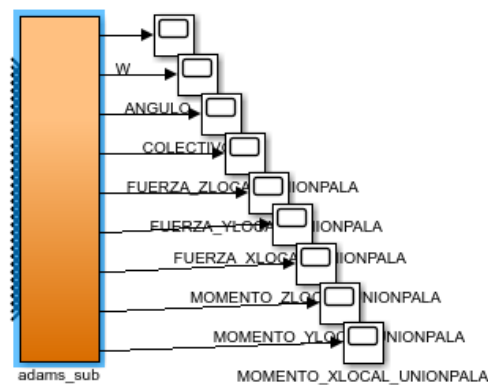 W
ANGULO
COLECTIVO
FUERZA_ZLOCAL_UNIONPALA
FUERZA_YLOCAL_UNIONPALA
FUERZA_XLOCAL_UNIONPALA
MOMENTO_ZLOCAL_UNIONPALA
MOMENTO_YLOCAL_UNIONPALA
adams_sub
MOMENTO_XLOCAL_UNIONPALA